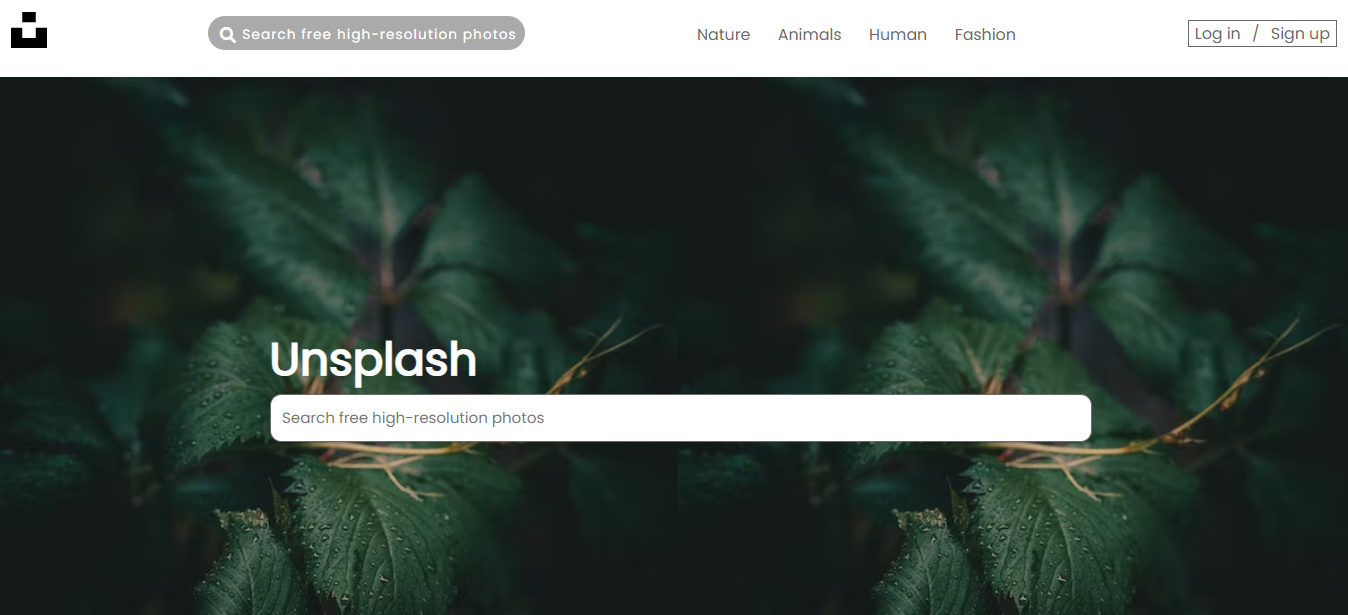 Search free high-resolution photos
Nature Animals Human Fashion
Log in / Sign up
Unsplash
Search free high-resolution photos